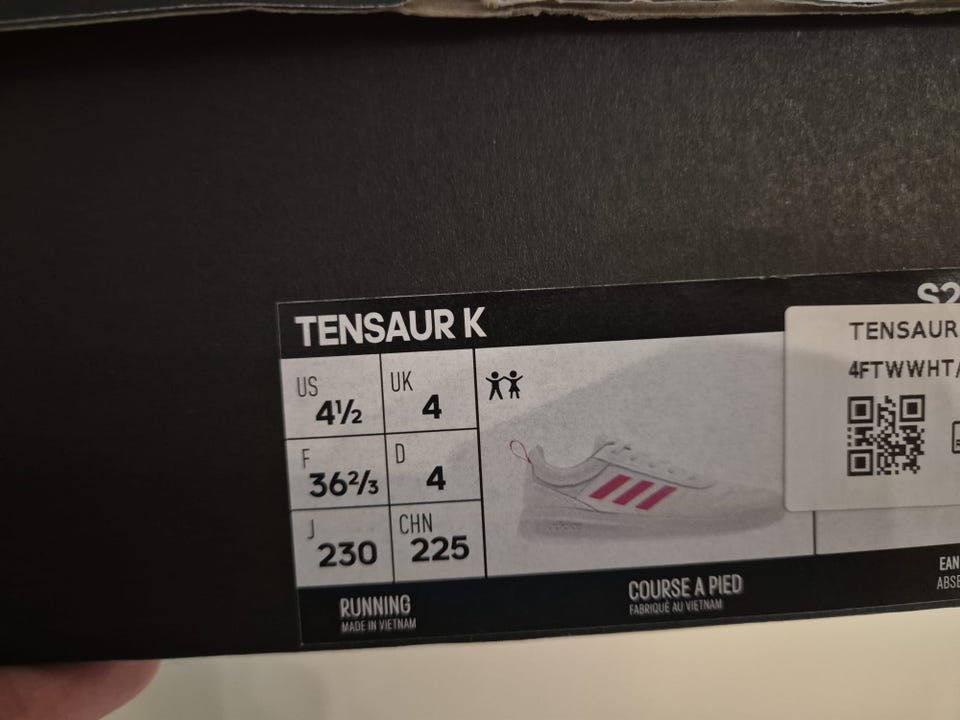 TENSAUR K
US 4½
UK 4
F 36⅔
D 4
J 230
CHN 225
TENSAUR
4FTWWHT/
RUNNING
MADE IN VIETNAM
COURSE A PIED
FABRIQUÉ AU VIETNAM
EAN